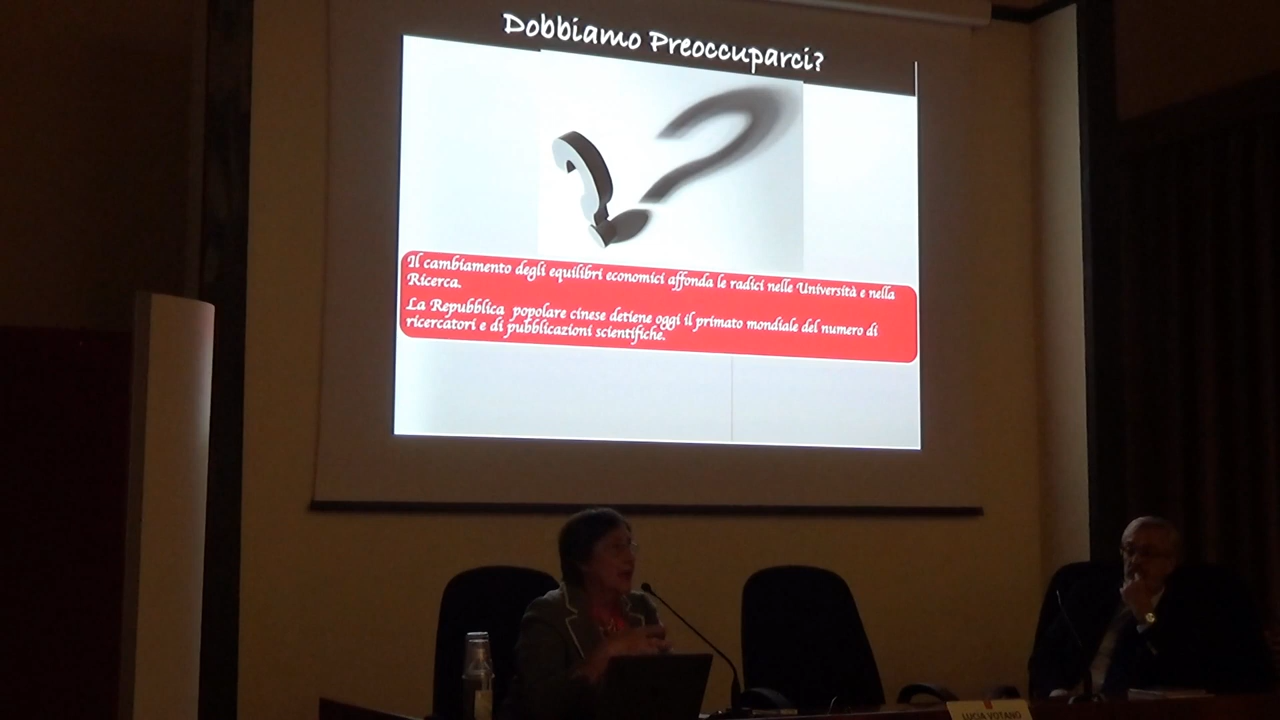 Dobbiamo Preoccuparci?
Il cambiamento degli equilibri economici affonda le radici nelle Università e nella
Ricerca.
La Repubblica popolare cinese detiene oggi il primato mondiale del numero di
ricercatori e di pubblicazioni scientifiche.
LUCIA VOTANO